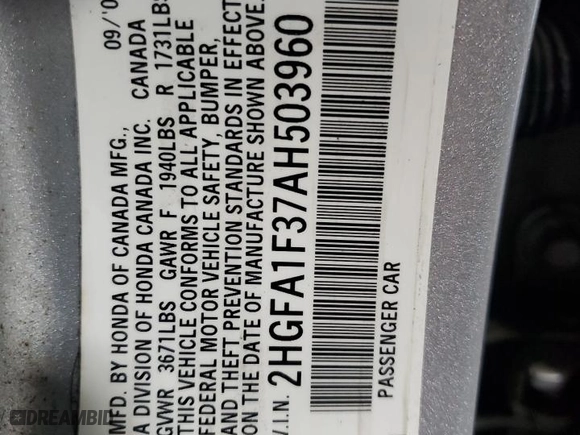 MFD. BY HONDA OF CANADA MFG., 09/'0
A DIVISION OF HONDA CANADA INC. CANADA
GVWR 3671LBS GAWR F 1940LBS R 1731LBS
THIS VEHICLE CONFORMS TO ALL APPLICABLE
FEDERAL MOTOR VEHICLE SAFETY, BUMPER,
AND THEFT PREVENTION STANDARDS IN EFFECT
ON THE DATE OF MANUFACTURE SHOWN ABOVE.
V.I.N. 2HGFA1F37AH503960
PASSENGER CAR
DREAMBID